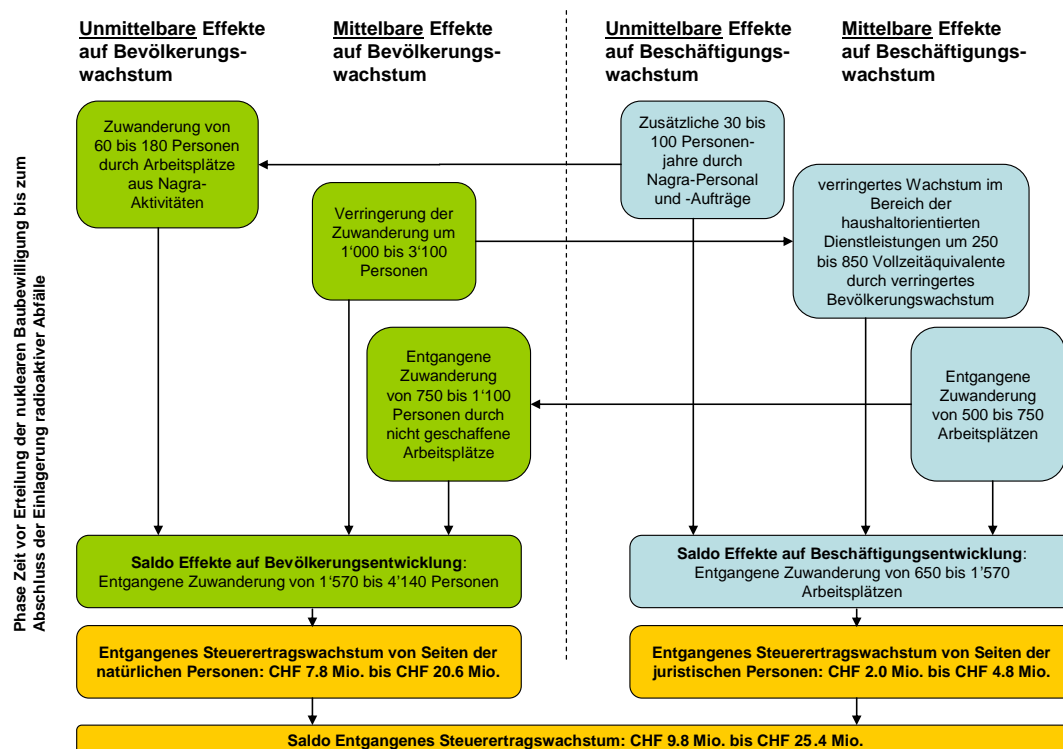 Unmittelbare Effekte
auf Bevölkerungs-
wachstum
Mittelbare Effekte
auf Bevölkerungs-
wachstum
Unmittelbare Effekte
auf Beschäftigungs-
wachstum
Mittelbare Effekte
auf Beschäftigungs-
wachstum
Phase Zeit vor Erteilung der nuklearen Baubewilligung bis zum
Abschluss der Einlagerung radioaktiver Abfälle
Zuwanderung von
60 bis 180 Personen
durch Arbeitsplätze
aus Nagra-
Aktivitäten
Zusätzliche 30 bis
100 Personen-
jahre durch
Nagra-Personal
und -Aufträge
Verringerung der
Zuwanderung um
1‘000 bis 3‘100
Personen
verringertes Wachstum im
Bereich der
haushaltorientierten
Dienstleistungen um 250
bis 850 Vollzeitäquivalente
durch verringertes
Bevölkerungswachstum
Entgangene
Zuwanderung
von 750 bis 1‘100
Personen durch
nicht geschaffene
Arbeitsplätze
Entgangene
Zuwanderung
von 500 bis 750
Arbeitsplätzen
Saldo Effekte auf Bevölkerungsentwicklung:
Entgangene Zuwanderung von 1‘570 bis 4‘140 Personen
Saldo Effekte auf Beschäftigungsentwicklung:
Entgangene Zuwanderung von 650 bis 1’570
Arbeitsplätzen
Entgangenes Steuerertragswachstum von Seiten der
natürlichen Personen: CHF 7.8 Mio. bis CHF 20.6 Mio.
Entgangenes Steuerertragswachstum von Seiten der
juristischen Personen: CHF 2.0 Mio. bis CHF 4.8 Mio.
Saldo Entgangenes Steuerertragswachstum: CHF 9.8 Mio. bis CHF 25.4 Mio.